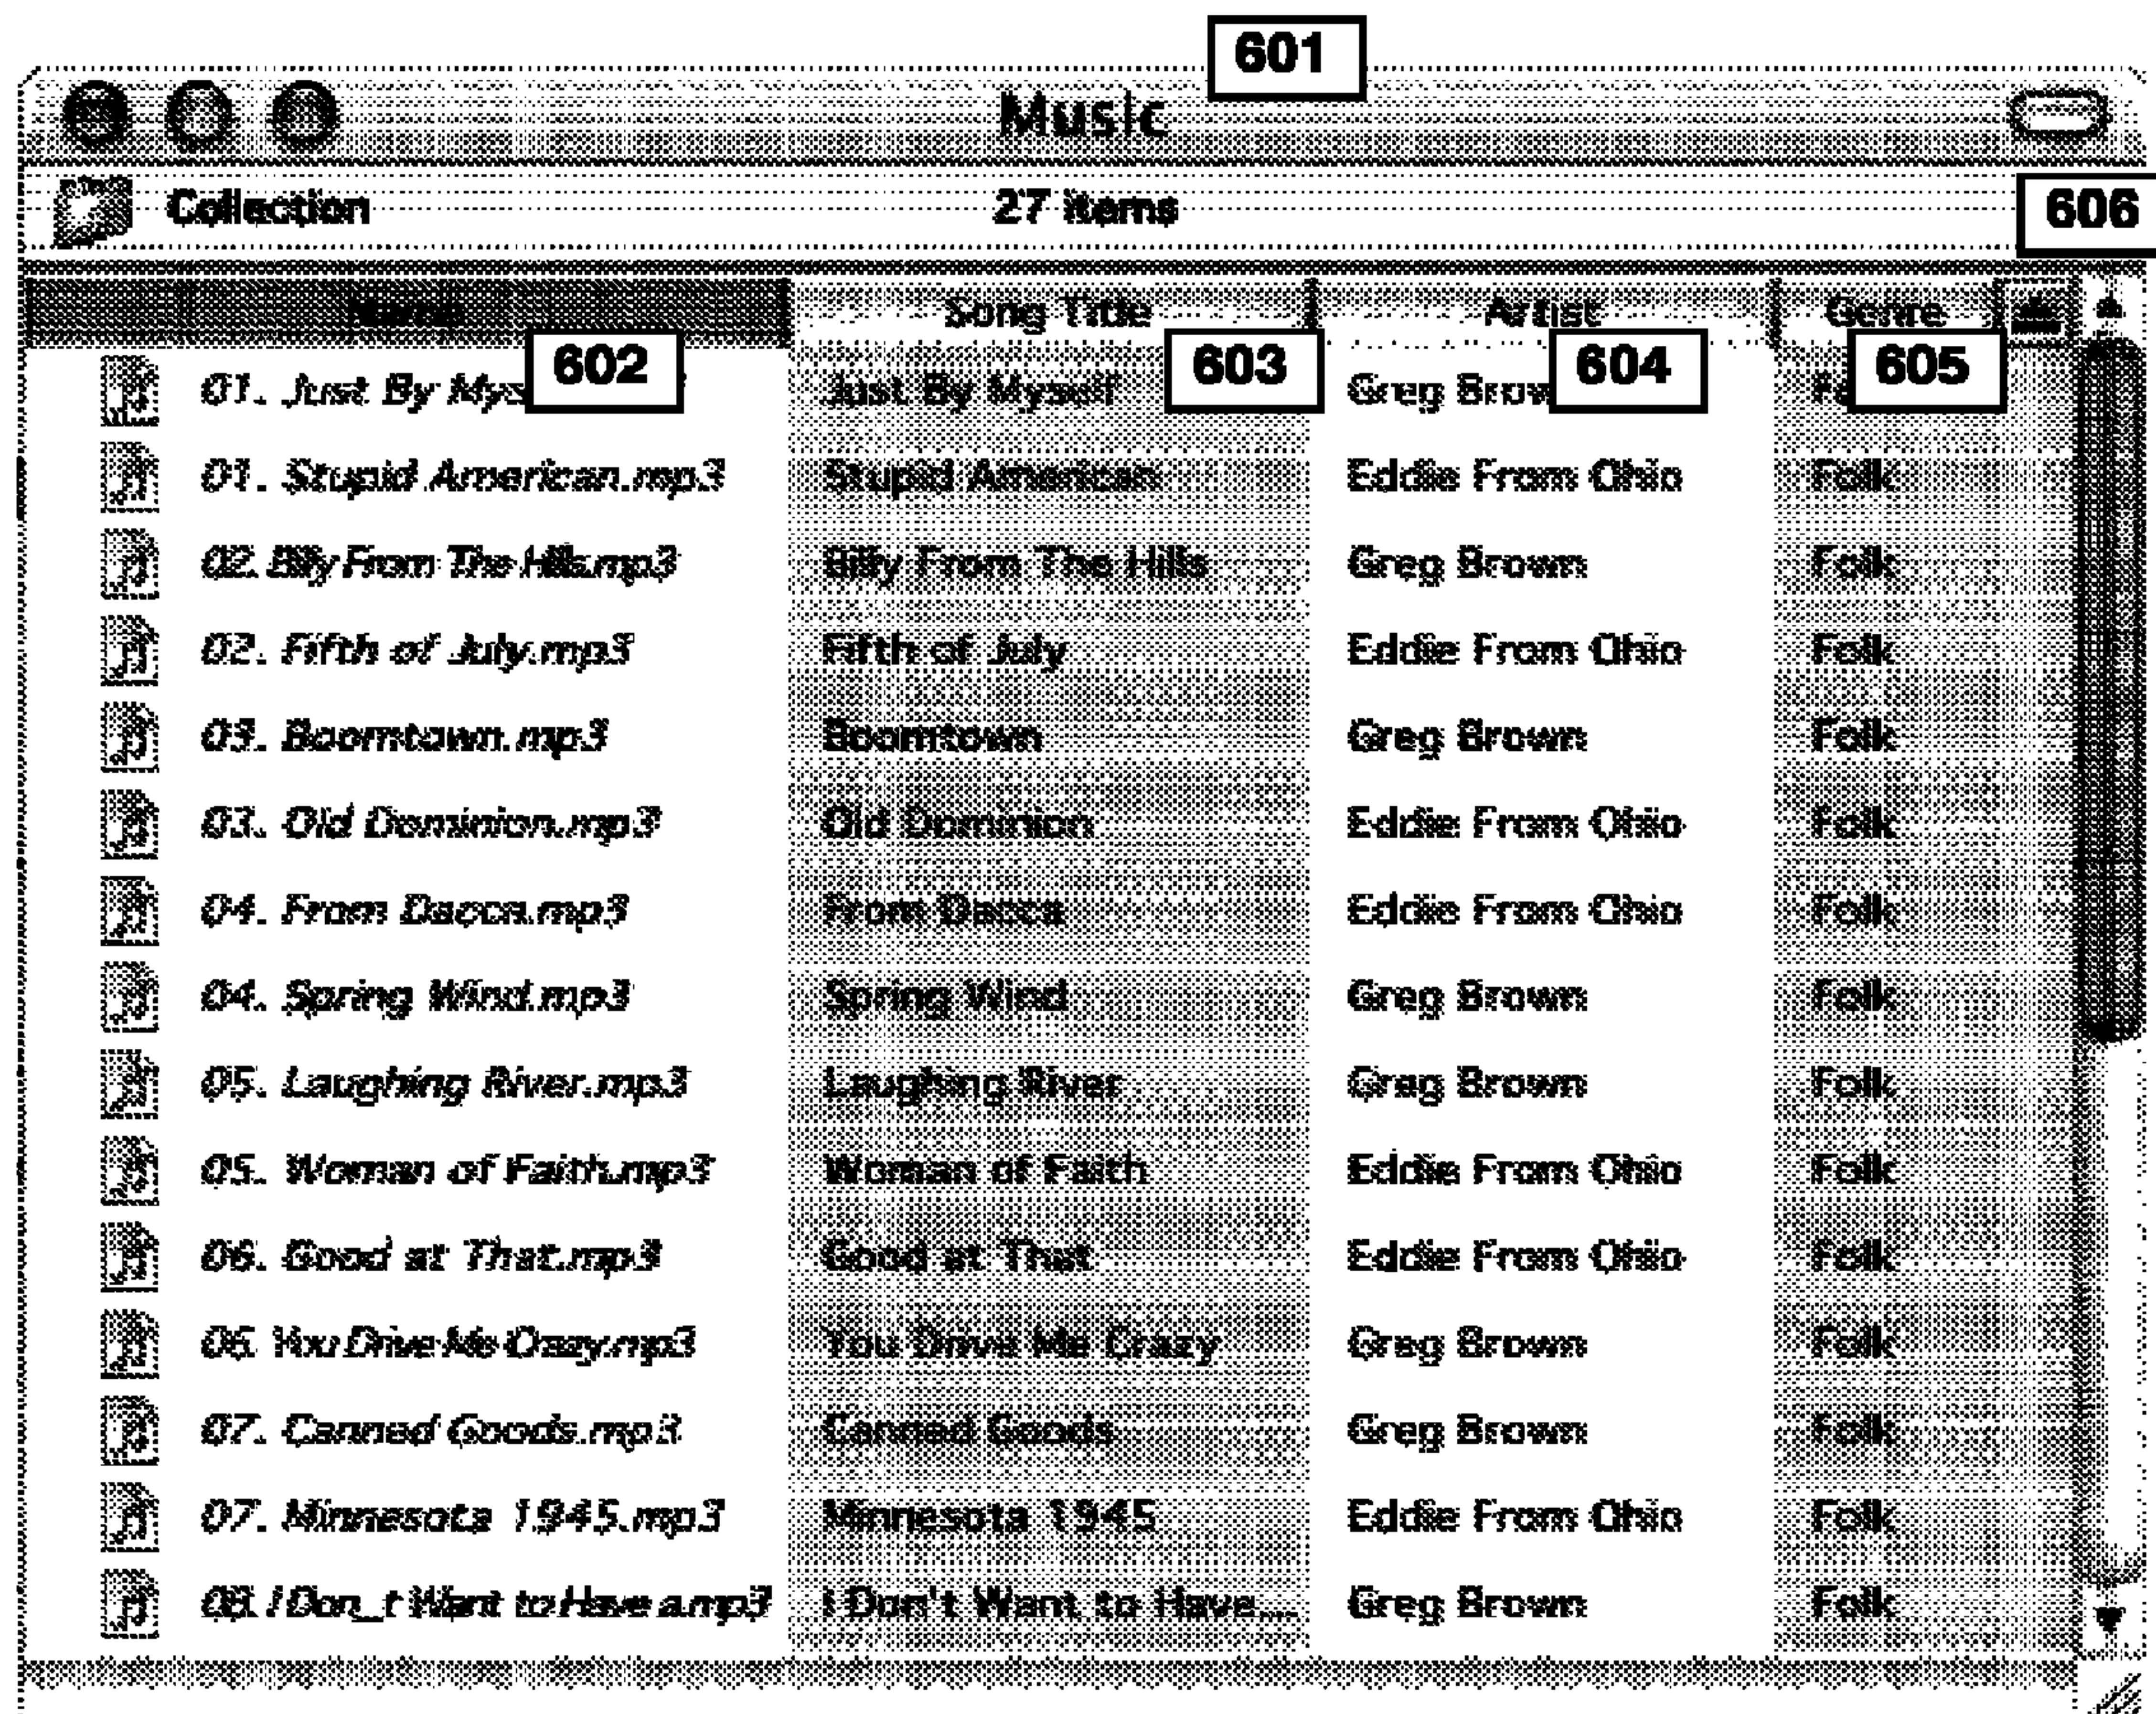 601
Music
Collection 27 items
606
Name Song Title Artist Genre
602 603 604 605
01. Just By Mys Just By Myself Greg Brow
01. Stupid American.mp3 Stupid American Eddie From Ohio Folk
02. Billy From The Hills.mp3 Billy From The Hills Greg Brown Folk
02. Fifth of July.mp3 Fifth of July Eddie From Ohio Folk
03. Boomtown.mp3 Boomtown Greg Brown Folk
03. Old Dominion.mp3 Old Dominion Eddie From Ohio Folk
04. From Dacca.mp3 From Dacca Eddie From Ohio Folk
04. Spring Wind.mp3 Spring Wind Greg Brown Folk
05. Laughing River.mp3 Laughing River Greg Brown Folk
05. Woman of Faith.mp3 Woman of Faith Eddie From Ohio Folk
06. Good at That.mp3 Good at That Eddie From Ohio Folk
06. You Drive Me Crazy.mp3 You Drive Me Crazy Greg Brown Folk
07. Canned Goods.mp3 Canned Goods Greg Brown Folk
07. Minnesota 1945.mp3 Minnesota 1945 Eddie From Ohio Folk
08. I Don_t Want to Have a.mp3 I Don't Want to Have... Greg Brown Folk